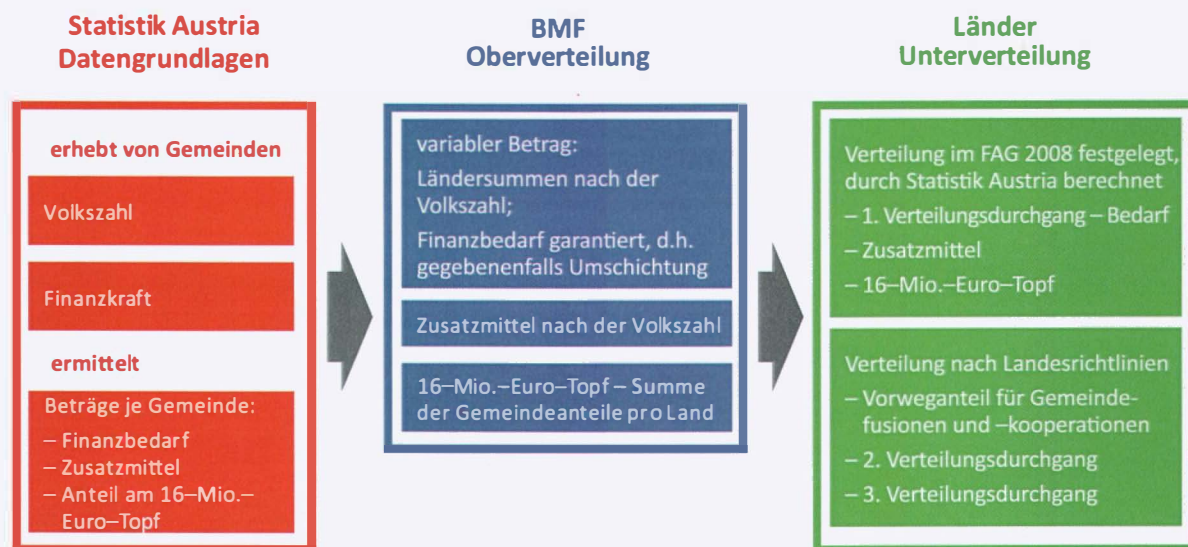 Statistik Austria
Datengrundlagen
erhebt von Gemeinden
Volkszahl
Finanzkraft
ermittelt
Beträge je Gemeinde:
– Finanzbedarf
– Zusatzmittel
– Anteil am 16–Mio.–
Euro–Topf
BMF
Oberverteilung
variabler Betrag:
Ländersummen nach der
Volkszahl;
Finanzbedarf garantiert, d.h.
gegebenenfalls Umschichtung
Zusatzmittel nach der Volkszahl
16–Mio.–Euro–Topf – Summe
der Gemeindeanteile pro Land
Länder
Unterverteilung
Verteilung im FAG 2008 festgelegt,
durch Statistik Austria berechnet
– 1. Verteilungsdurchgang – Bedarf
– Zusatzmittel
– 16–Mio.–Euro–Topf
Verteilung nach Landesrichtlinien
– Vorweganteil für Gemeinde-
fusionen und –kooperationen
– 2. Verteilungsdurchgang
– 3. Verteilungsdurchgang